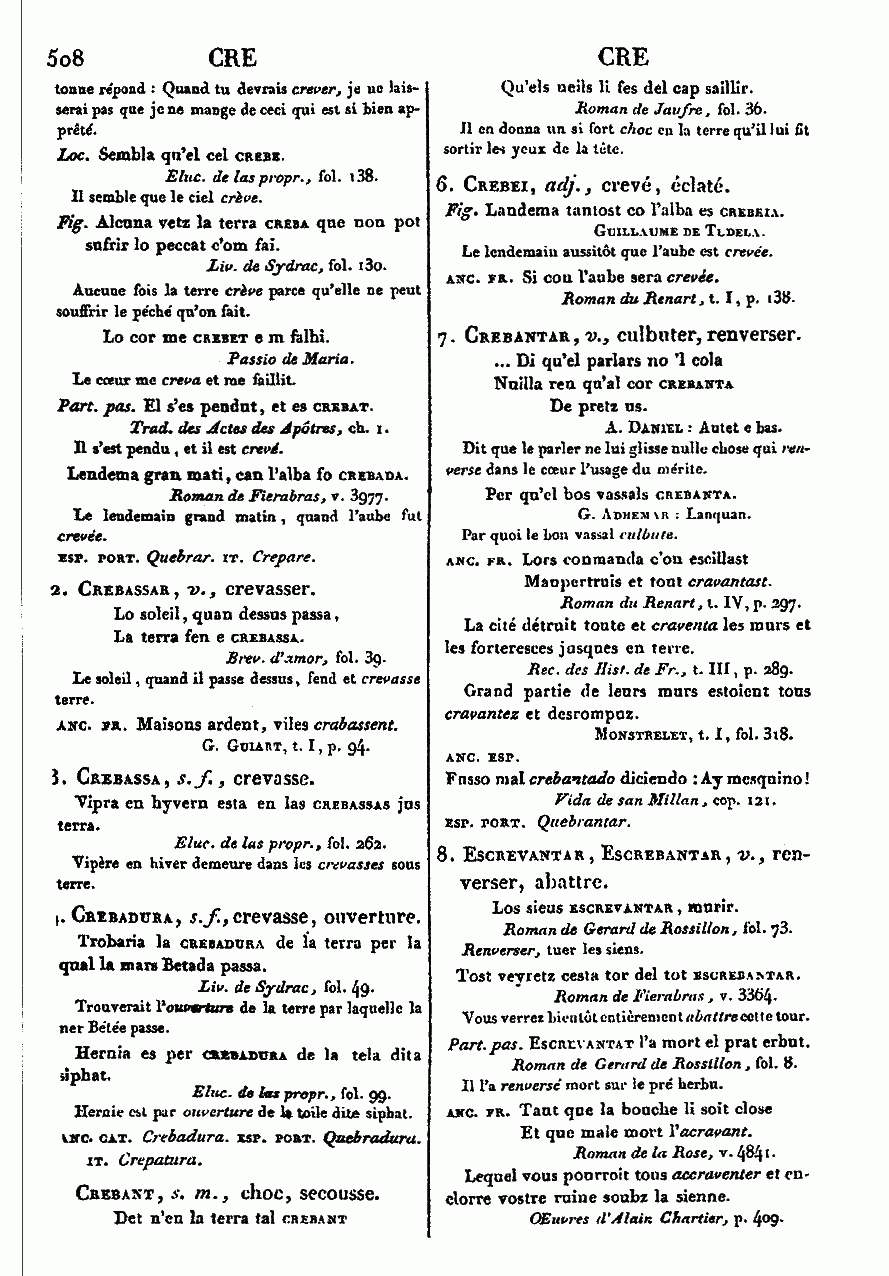 508 CRE CRE
tonne répond : Quand tu devrais crever, je ne lais-
serai pas que je ne mange de ceci qui est si bien ap-
prêté.
Loc. Sembla qu'el cel CREBE.
Eluc. de las propr., fol. 138.
Il semble que le ciel crève.
Fig. Alcuna vetz la terra CREBA que non pot
sufrir lo peccat c'om fai.
Liv. de Sydrac, fol. 130.
Aucune fois la terre crève parce qu'elle ne peut
souffrir le péché qu'on fait.
Lo cor me CREBET e m falhi.
Passio de Maria.
Le cœur me creva et me faillit.
Part. pas. El s'es pendut, et es CREBAT.
Trad. des Actes des Apôtres, ch. 1.
Il s'est pendu, et il est crevé.
Lendema gran mati, can l'alba fo CREBADA.
Roman de Fierabras, v. 3977.
Le lendemain grand matin, quand l'aube fut
crevée.
ESP. PORT. Quebrar. IT. Crepare.
2. CREBASSAR, v., crevasser.
Lo soleil, quan dessus passa,
La terra fen e CREBASSA.
Brev. d'amor, fol. 39.
Le soleil, quand il passe dessus, fend et crevasse
terre.
ANC. FR. Maisons ardent, viles crabassent.
G. GUIART, t. I, p. 94.
3. CREBASSA, s. f., crevasse.
Vipra en hyvern esta en las CREBASSAS jus
terra.
Eluc. de las propr., fol. 262.
Vipère en hiver demeure dans les crevasses sous
terre.
4. CREBADURA, s. f., crevasse, ouverture.
Trobaria la CREBADURA de la terra per la
qual la mars Betada passa.
Liv. de Sydrac, fol. 49.
Trouverait l'ouverture de la terre par laquelle la
mer Bétée passe.
Hernia es per CREBADURA de la tela dita
siphat.
Eluc. de las propr., fol. 99.
Hernie est par ouverture de la toile dite siphat.
ANC. CAT. Crebadura. ESP. PORT. Quebradura.
IT. Crepatura.
CREBANT, s. m., choc, secousse.
Det n'en la terra tal CREBANT
Qu'els ueils li fes del cap saillir.
Roman de Jaufre, fol. 36.
Il en donna un si fort choc en la terre qu'il lui fit
sortir les yeux de la tête.
6. CREBEI, adj., crevé, éclaté.
Fig. Landema tantost co l'alba es CREBEIA.
GUILLAUME DE TUDELA.
Le lendemain aussitôt que l'aube est crevée.
ANC. FR. Si con l'aube sera crevée.
Roman du Renart, t. I, p. 138.
7. CREBANTAR, v., culbuter, renverser.
... Di qu'el parlars no 'l cola
Nuilla ren qu'al cor CREBANTA
De pretz us.
A. DANIEL : Autet e bas.
Dit que le parler ne lui glisse nulle chose qui ren-
verse dans le cœur l'usage du mérite.
Per qu'el bos vassals CREBANTA.
G. ADHEMAR : Lanquan.
Par quoi le bon vassal culbute.
ANC. FR. Lors conmanda c'on escillast
Maupertruis et tout cravantast.
Roman du Renart, t. IV, p. 297.
La cité détruit toute et craventa les murs et
les forteresces jusques en terre.
Rec. des Hist. de Fr., t. III, p. 289.
Grand partie de leurs murs estoient tous
cravantez et desrompuz.
MONSTRELET, t. I, fol. 318.
ANC. ESP.
Fusso mal crebantado diciendo : Ay mesquino!
Vida de san Millan, cop. 121.
ESP. PORT. Quebrantar.
8. ESCREVANTAR, ESCREBANTAR, v., ren-
verser, abattre.
Los sieus ESCREVANTAR, murir.
Roman de Gerard de Rossillon, fol. 73.
Renverser, tuer les siens.
Tost veyretz cesta tor del tot ESCREBANTAR.
Roman de Fierabras, v. 3364.
Vous verrez bientôt entièrement abattre cette tour.
Part. pas. ESCREVANTAT l'a mort el prat erbut.
Roman de Gerard de Rossillon, fol. 8.
Il l'a renversé mort sur le pré herbu.
ANC. FR. Tant que la bouche li soit close
Et que male mort l'acravant.
Roman de la Rose, v. 4841.
Lequel vous pourroit tous accraventer et en-
clorre vostre ruine soubz la sienne.
Œuvres d'Alain Chartier, p. 409.